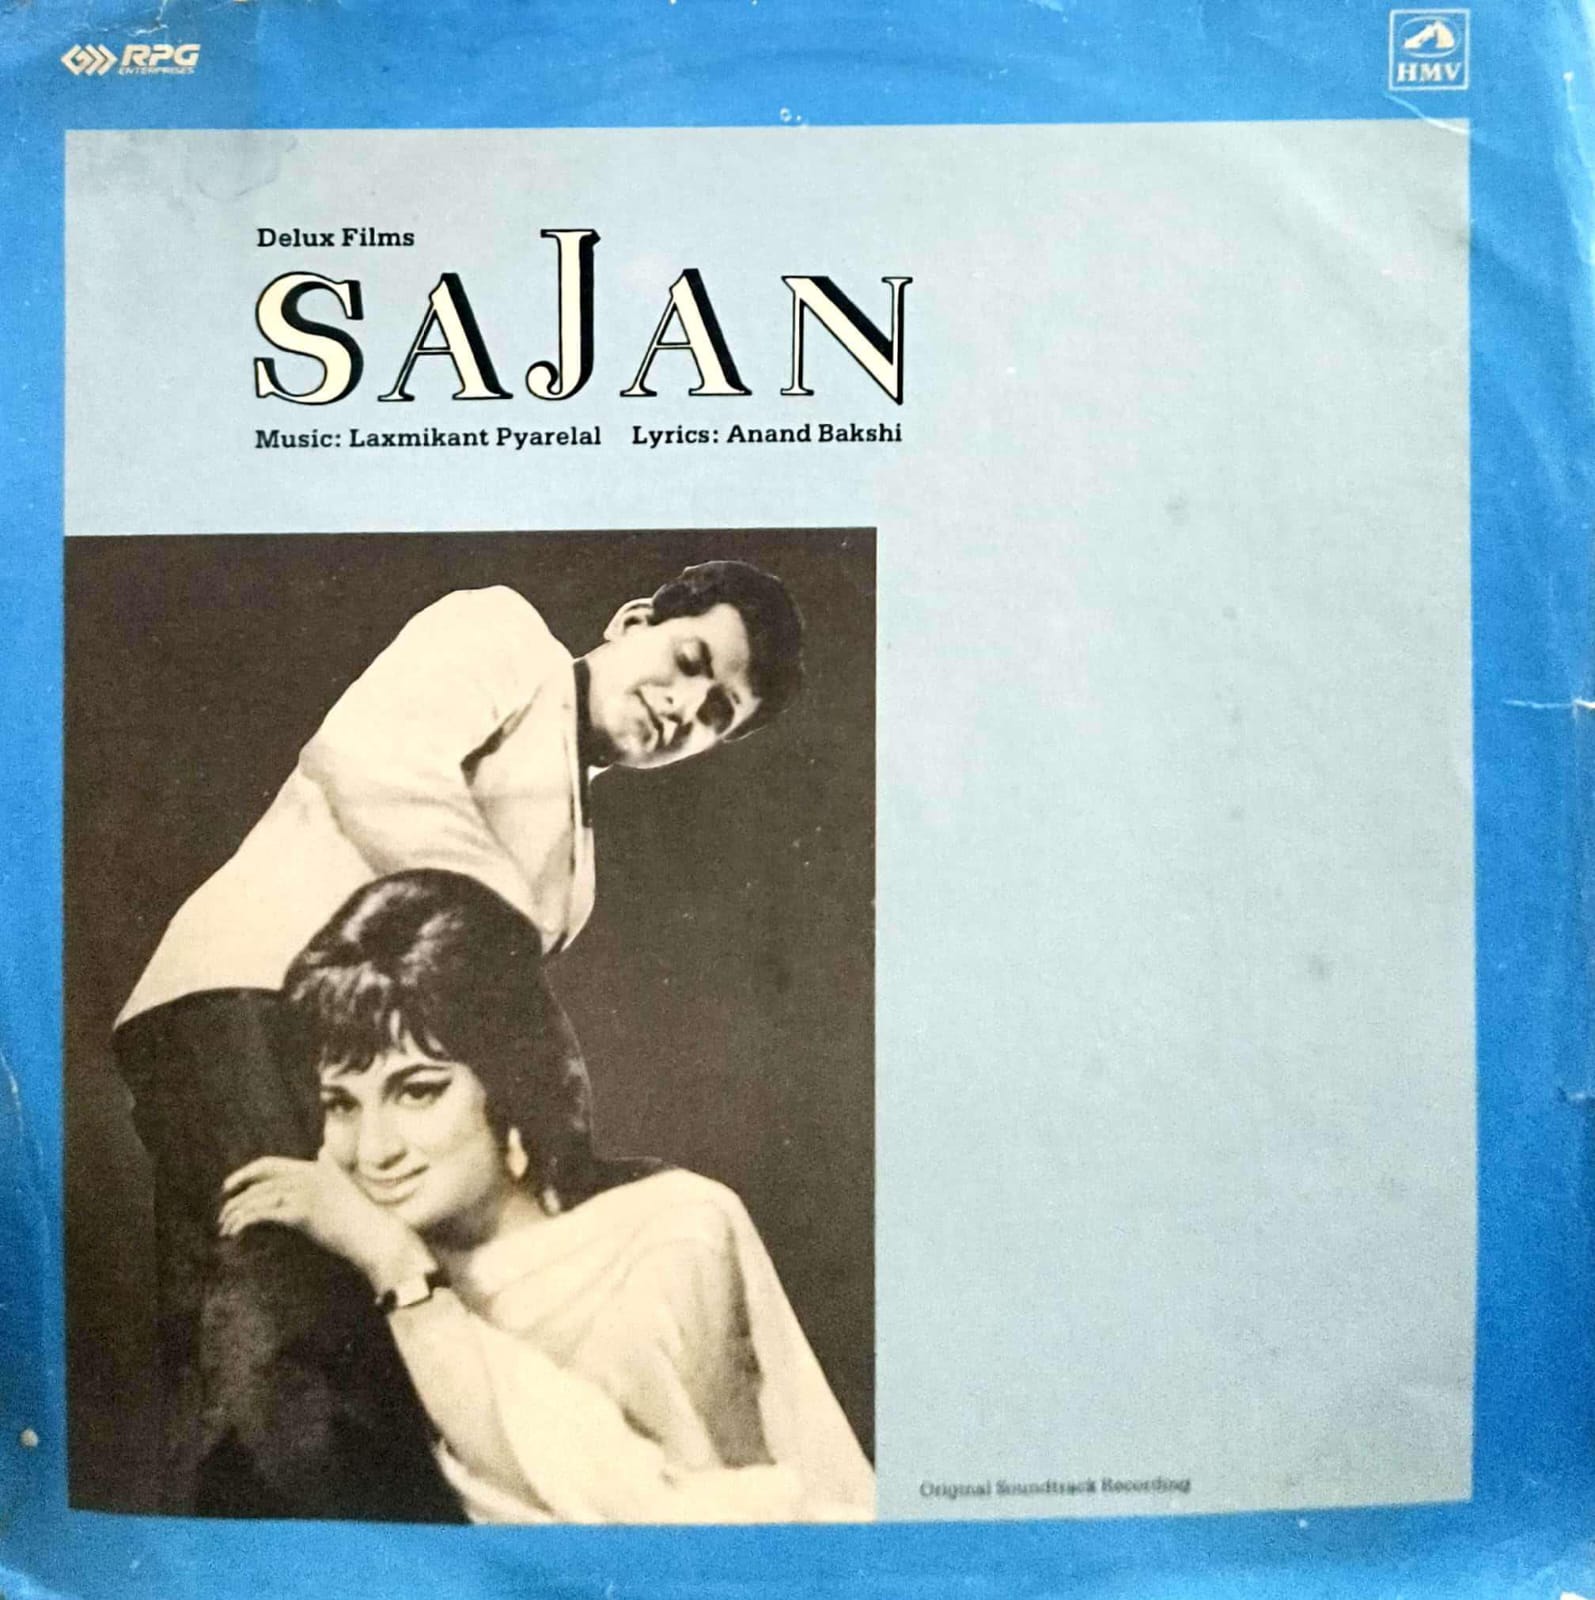 RPG
ENTERPRISES
HMV
Delux Films
SAJAN
Music: Laxmikant Pyarelal Lyrics: Anand Bakshi
Original Soundtrack Recording